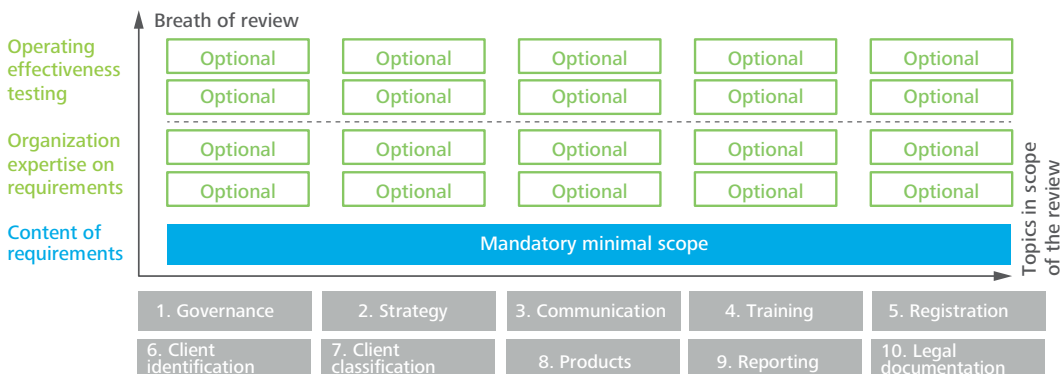 Breath of review
Operating
effectiveness
testing
Optional Optional Optional Optional Optional
Optional Optional Optional Optional Optional
Organization
expertise on
requirements
Optional Optional Optional Optional Optional
Optional Optional Optional Optional Optional
Content of
requirements
Mandatory minimal scope
Topics in scope
of the review
1. Governance 2. Strategy 3. Communication 4. Training 5. Registration
6. Client
identification
7. Client
classification
8. Products
9. Reporting
10. Legal
documentation